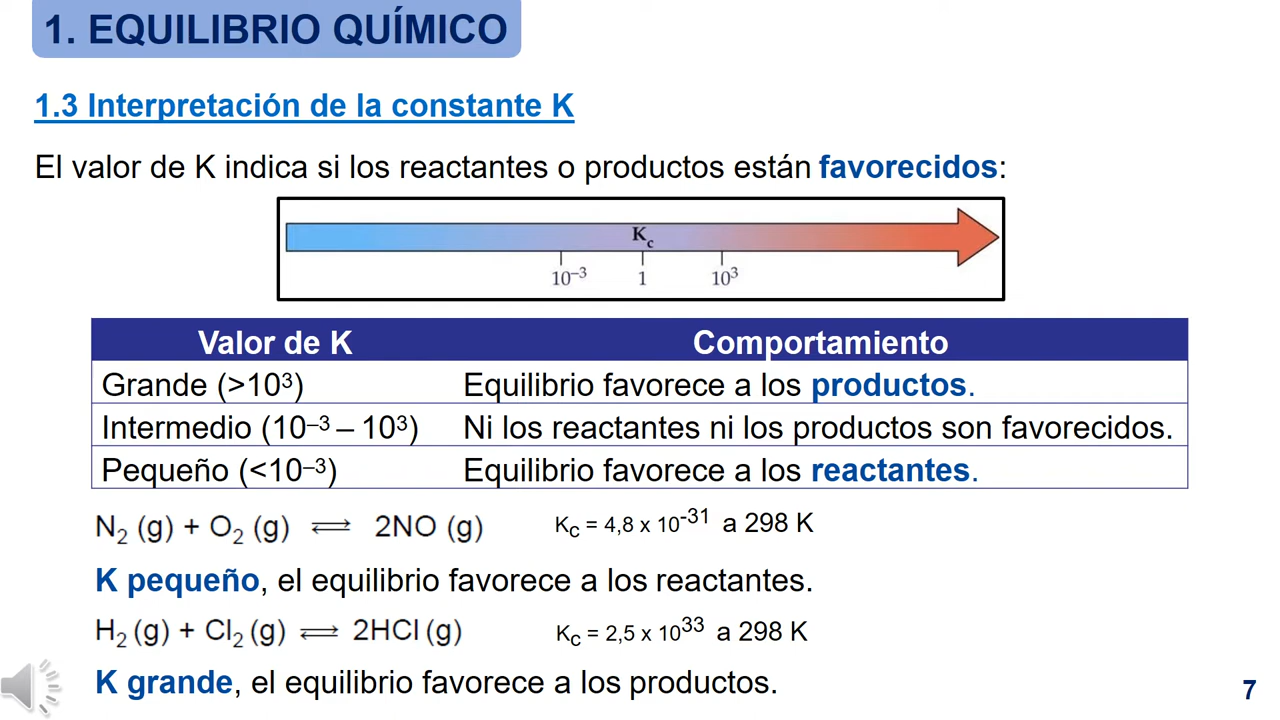 1. EQUILIBRIO QUÍMICO
1.3 Interpretación de la constante K
El valor de K indica si los reactantes o productos están favorecidos:
K_c
10⁻³ 1 10³
Valor de K Comportamiento
Grande (>10³) Equilibrio favorece a los productos.
Intermedio (10⁻³ – 10³) Ni los reactantes ni los productos son favorecidos.
Pequeño (<10⁻³) Equilibrio favorece a los reactantes.
N₂ (g) + O₂ (g) ⇌ 2NO (g) K_C = 4,8 x 10⁻³¹ a 298 K
K pequeño, el equilibrio favorece a los reactantes.
H₂ (g) + Cl₂ (g) ⇌ 2HCl (g) K_C = 2,5 x 10³³ a 298 K
K grande, el equilibrio favorece a los productos.
7